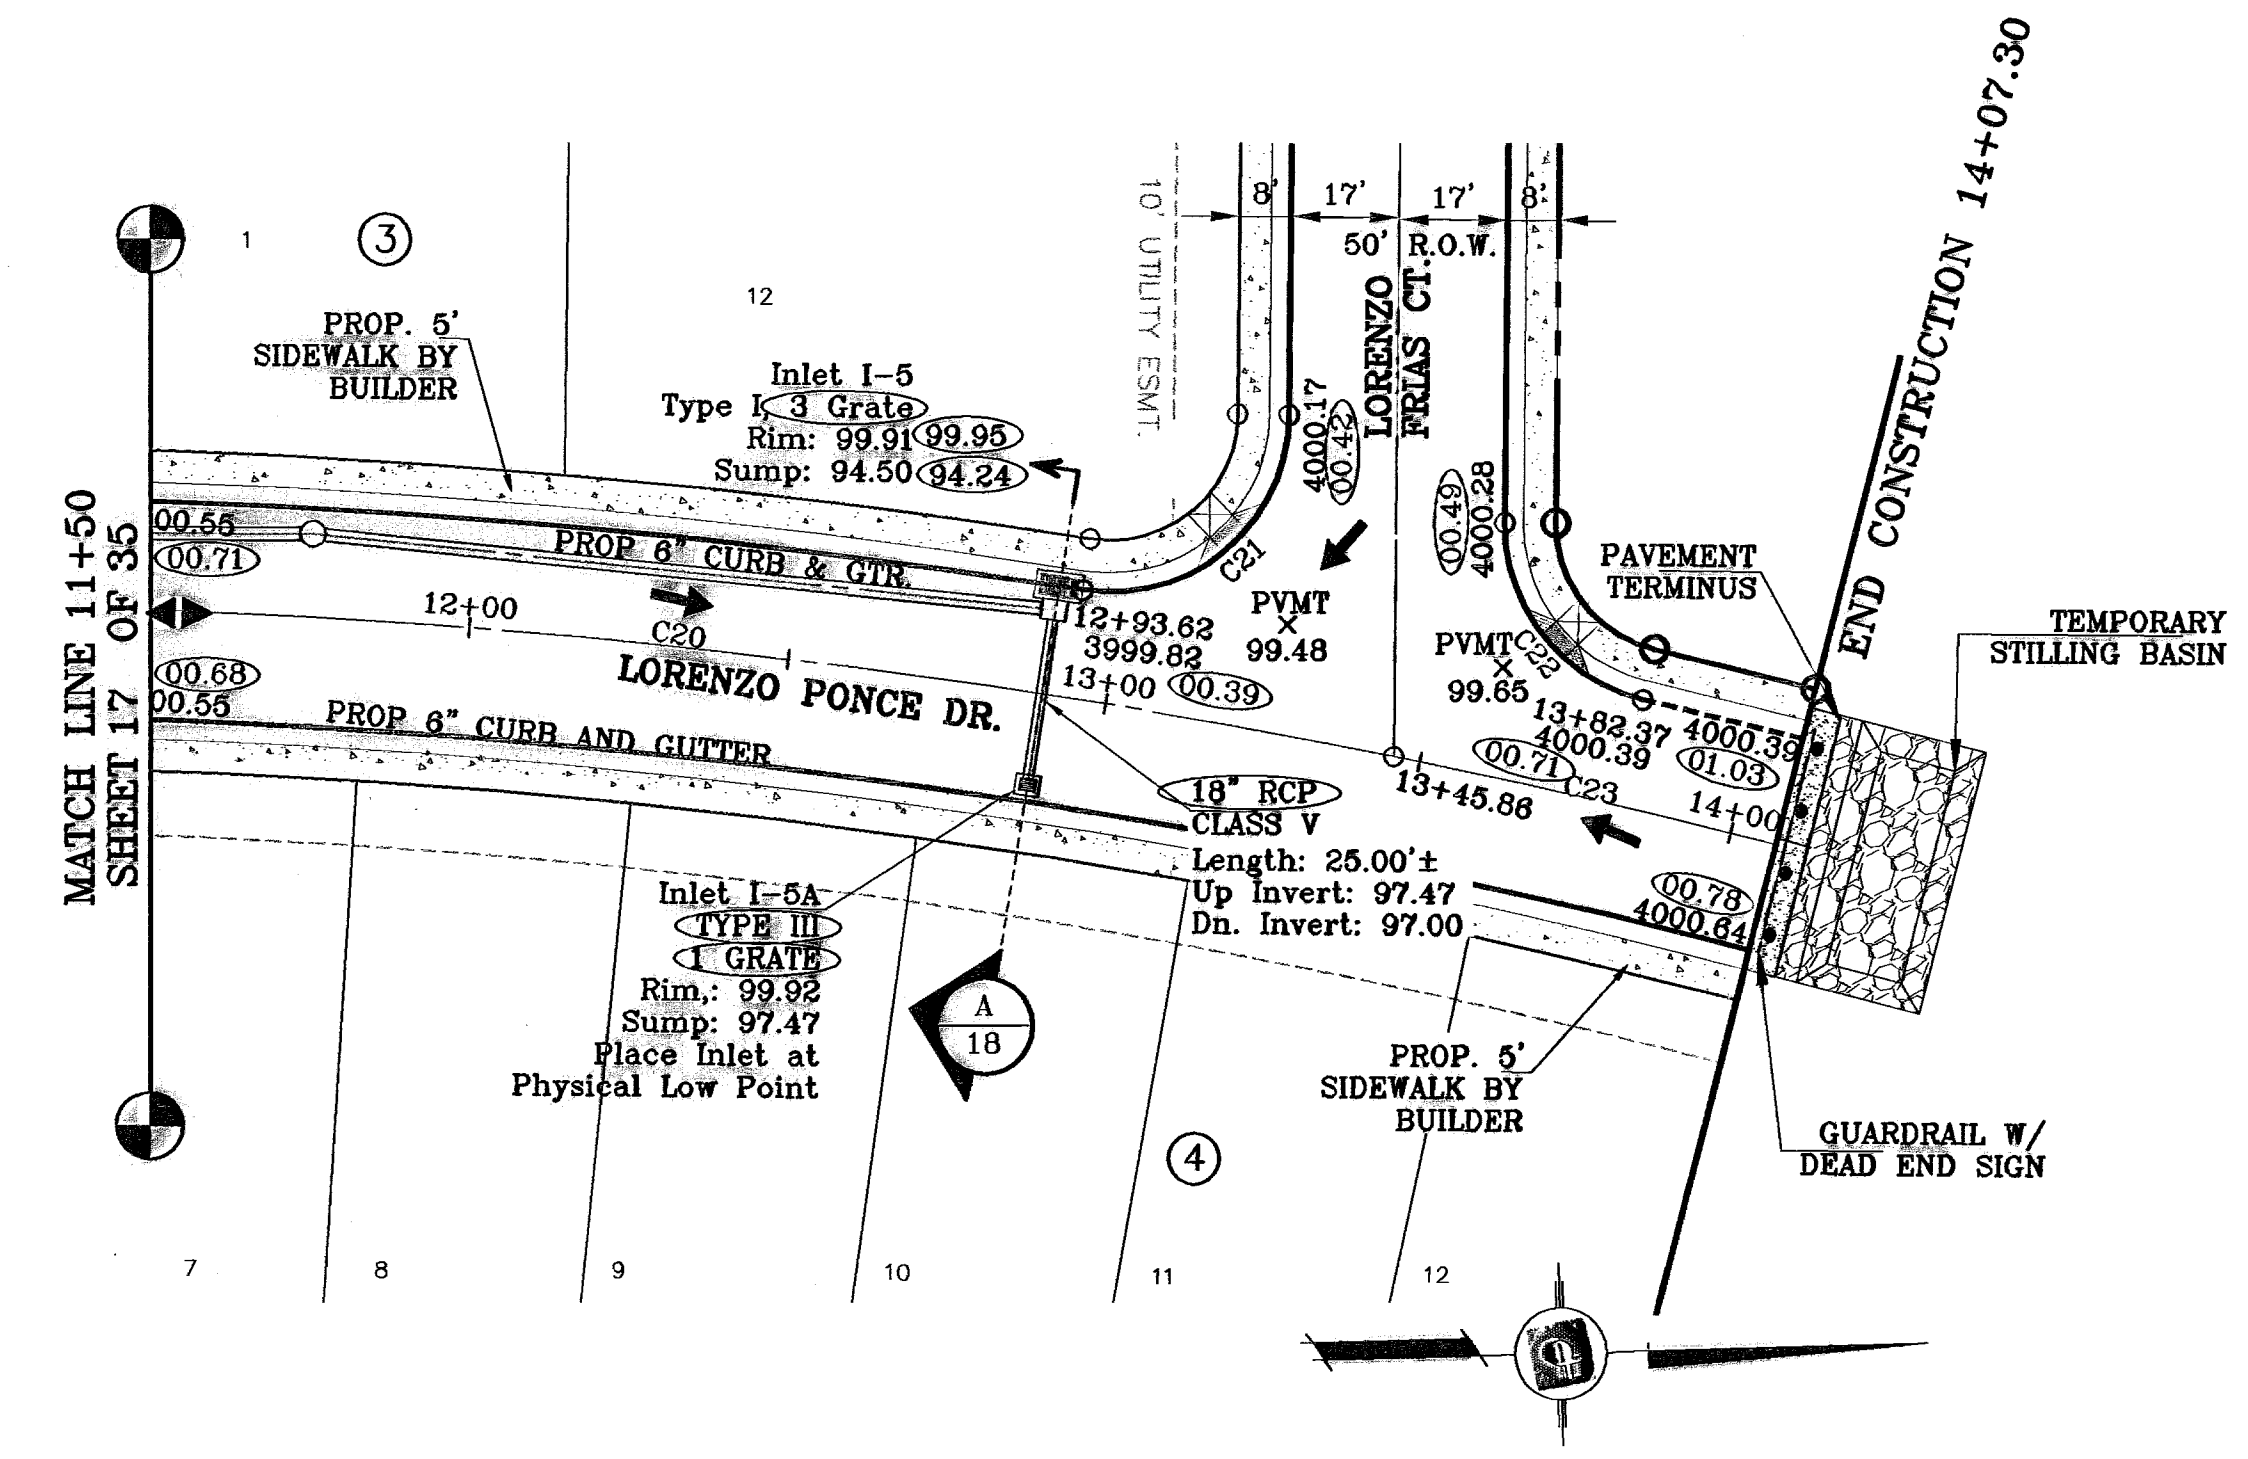 END CONSTRUCTION 14+07.30
MATCH LINE 11+50
SHEET 17 OF 35
1
3
12
PROP. 5'
SIDEWALK BY
BUILDER
Inlet I-5
Type I, 3 Grate
Rim: 99.91 99.95
Sump: 94.50 94.24
10' UTILITY ESMT.
8'
17'
17'
8'
50' R.O.W.
LORENZO
FRIAS CT.
4000.17
00.42
00.49
4000.28
PAVEMENT
TERMINUS
TEMPORARY
STILLING BASIN
00.55
00.71
PROP 6" CURB & GTR.
C21
12+00
C20
LORENZO PONCE DR.
12+93.62
3999.82
13+00
00.39
PVMT
X
99.48
PVMT
X
99.65
C22
13+82.37
4000.39
00.71
4000.39
01.03
00.68
00.55
PROP 6" CURB AND GUTTER
13+45.86
C23
14+00
18" RCP
CLASS V
Length: 25.00'±
Up Invert: 97.47
Dn. Invert: 97.00
00.78
4000.64
Inlet I-5A
TYPE III
1 GRATE
Rim,: 99.92
Sump: 97.47
Place Inlet at
Physical Low Point
A
18
PROP. 5'
SIDEWALK BY
BUILDER
GUARDRAIL W/
DEAD END SIGN
4
7
8
9
10
11
12